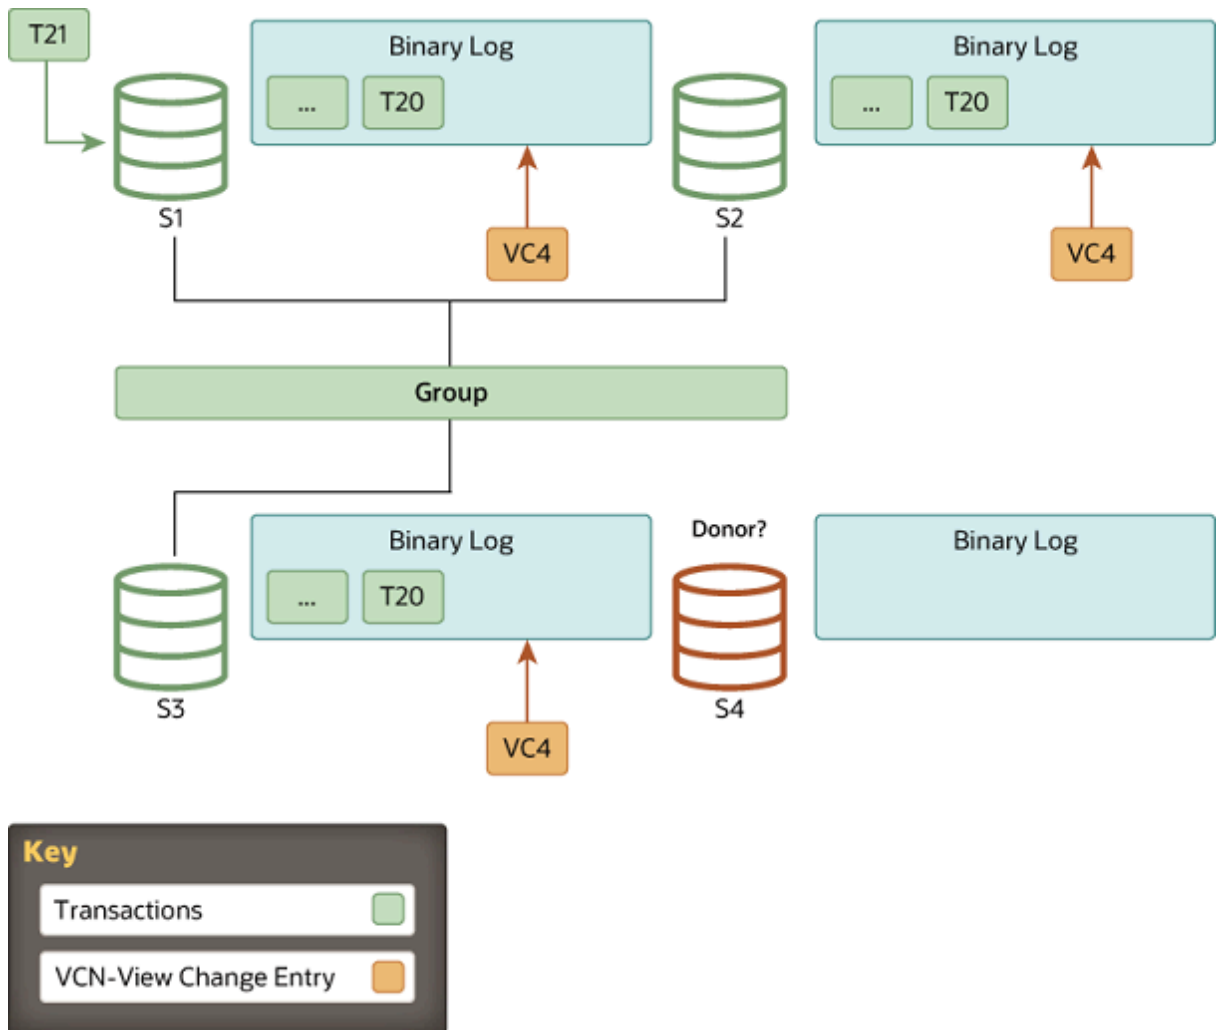 T21
Binary Log
... T20
S1
VC4
Binary Log
... T20
S2
VC4
Group
Binary Log
... T20
S3
VC4
Donor?
S4
Binary Log
Key
Transactions
VCN-View Change Entry